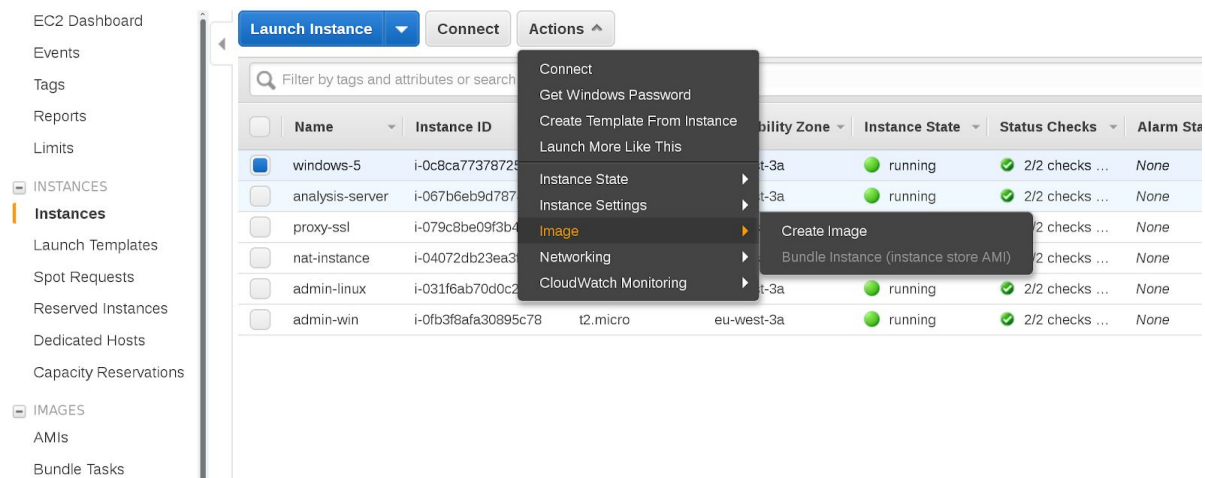 EC2 Dashboard
Events
Tags
Reports
Limits
INSTANCES
Instances
Launch Templates
Spot Requests
Reserved Instances
Dedicated Hosts
Capacity Reservations
IMAGES
AMIs
Bundle Tasks
Launch Instance Connect Actions
Filter by tags and attributes or search
Name Instance ID bility Zone Instance State Status Checks Alarm Sta
windows-5 i-0c8ca77378725 st-3a running 2/2 checks ... None
analysis-server i-067b6eb9d787 st-3a running 2/2 checks ... None
proxy-ssl i-079c8be09f3b4 /2 checks ... None
nat-instance i-04072db23ea3 /2 checks ... None
admin-linux i-031f6ab70d0c2 st-3a running 2/2 checks ... None
admin-win i-0fb3f8afa30895c78 t2.micro eu-west-3a running 2/2 checks ... None
Connect
Get Windows Password
Create Template From Instance
Launch More Like This
Instance State
Instance Settings
Image
Networking
CloudWatch Monitoring
Create Image
Bundle Instance (instance store AMI)